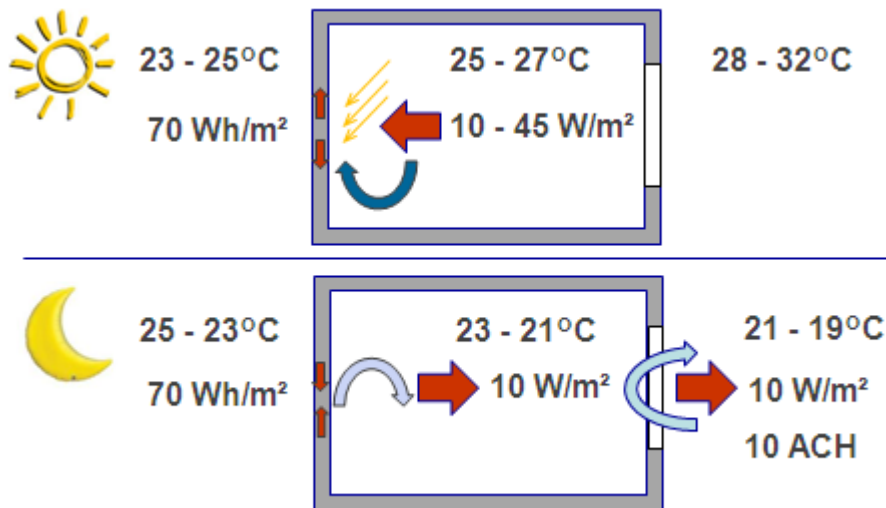 23 - 25°C 25 - 27°C 28 - 32°C
70 Wh/m² 10 - 45 W/m²
25 - 23°C 23 - 21°C 21 - 19°C
70 Wh/m² 10 W/m² 10 W/m²
10 ACH